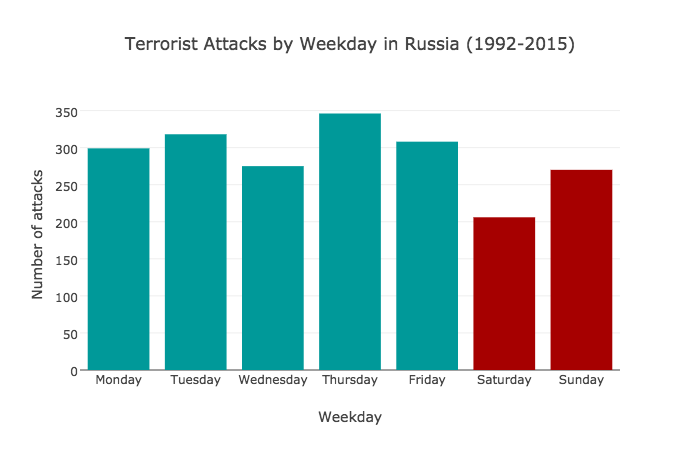 Terrorist Attacks by Weekday in Russia (1992-2015)
350
300
250
200
150
100
50
0
Number of attacks
Monday Tuesday Wednesday Thursday Friday Saturday Sunday
Weekday